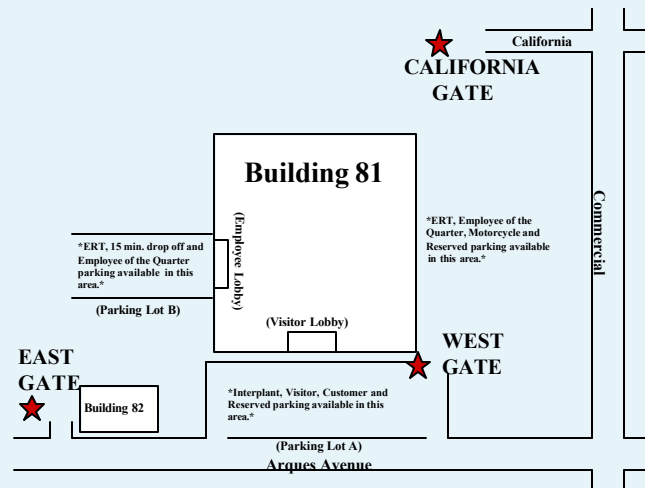 California
CALIFORNIA
GATE
Building 81
Commercial
*ERT, Employee of the
Quarter, Motorcycle and
Reserved parking available
in this area.*
(Employee Lobby)
*ERT, 15 min. drop off and
Employee of the Quarter
parking available in this
area.*
(Parking Lot B)
(Visitor Lobby)
WEST
GATE
EAST
GATE
Building 82
*Interplant, Visitor, Customer and
Reserved parking available in this
area.*
(Parking Lot A)
Arques Avenue